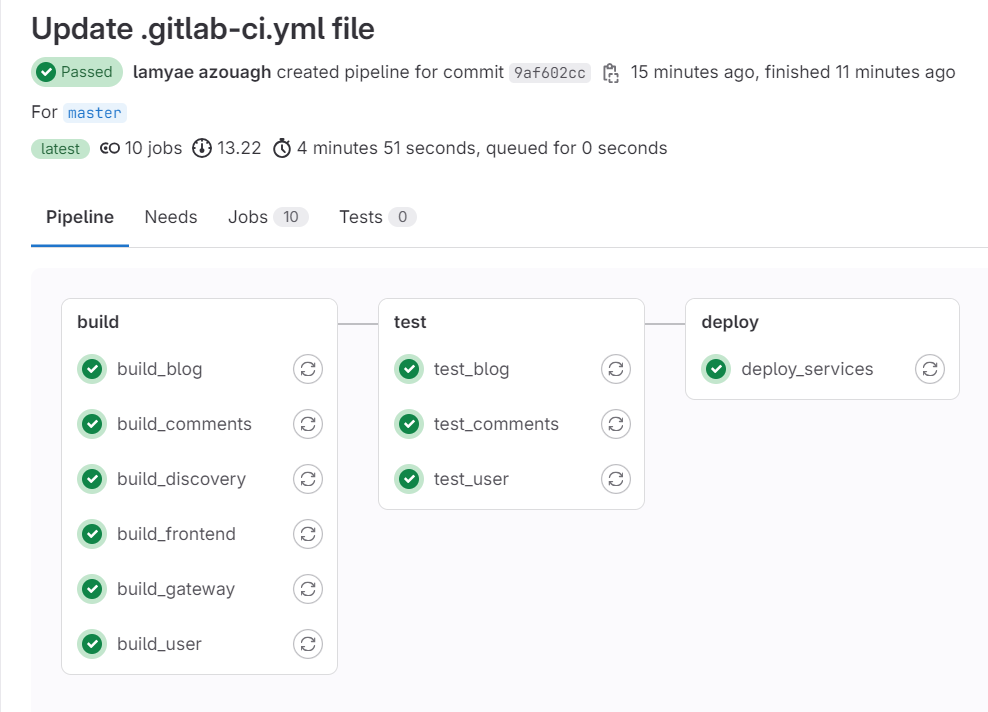 Update .gitlab-ci.yml file
Passed lamyae azouagh created pipeline for commit 9af602cc 15 minutes ago, finished 11 minutes ago
For master
latest 10 jobs 13.22 4 minutes 51 seconds, queued for 0 seconds
Pipeline Needs Jobs 10 Tests 0
build
build_blog
build_comments
build_discovery
build_frontend
build_gateway
build_user
test
test_blog
test_comments
test_user
deploy
deploy_services